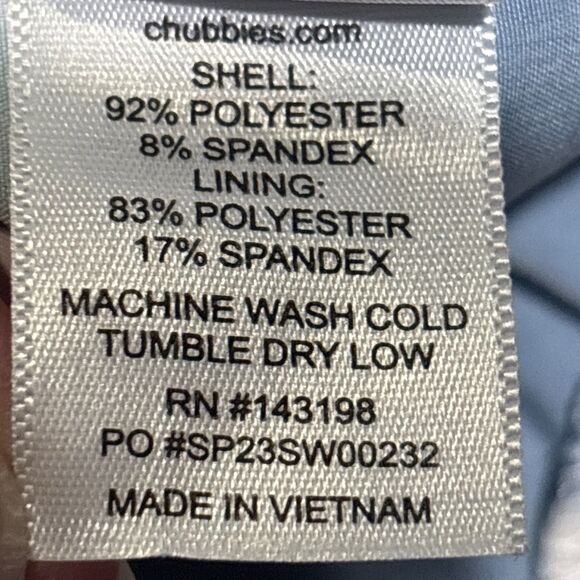 chubbies.com
SHELL:
92% POLYESTER
8% SPANDEX
LINING:
83% POLYESTER
17% SPANDEX
MACHINE WASH COLD
TUMBLE DRY LOW
RN #143198
PO #SP23SW00232
MADE IN VIETNAM